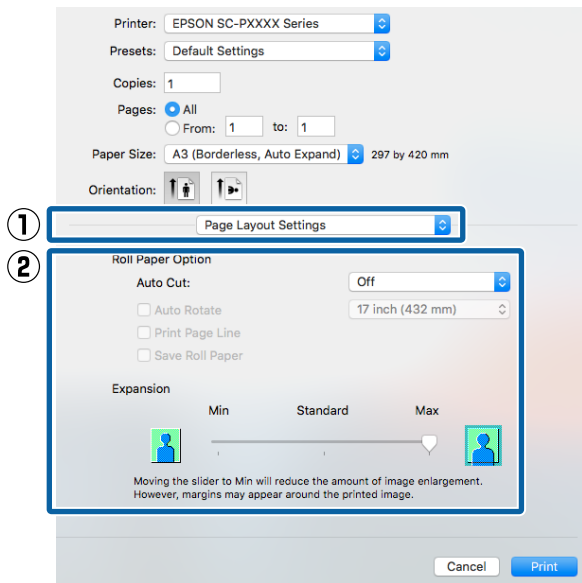 Printer: EPSON SC-PXXXX Series
Presets: Default Settings
Copies: 1
Pages: All
From: 1 to: 1
Paper Size: A3 (Borderless, Auto Expand) 297 by 420 mm
Orientation:
① Page Layout Settings
②
Roll Paper Option
Auto Cut: Off
Auto Rotate 17 inch (432 mm)
Print Page Line
Save Roll Paper
Expansion
Min Standard Max
Moving the slider to Min will reduce the amount of image enlargement.
However, margins may appear around the printed image.
Cancel Print